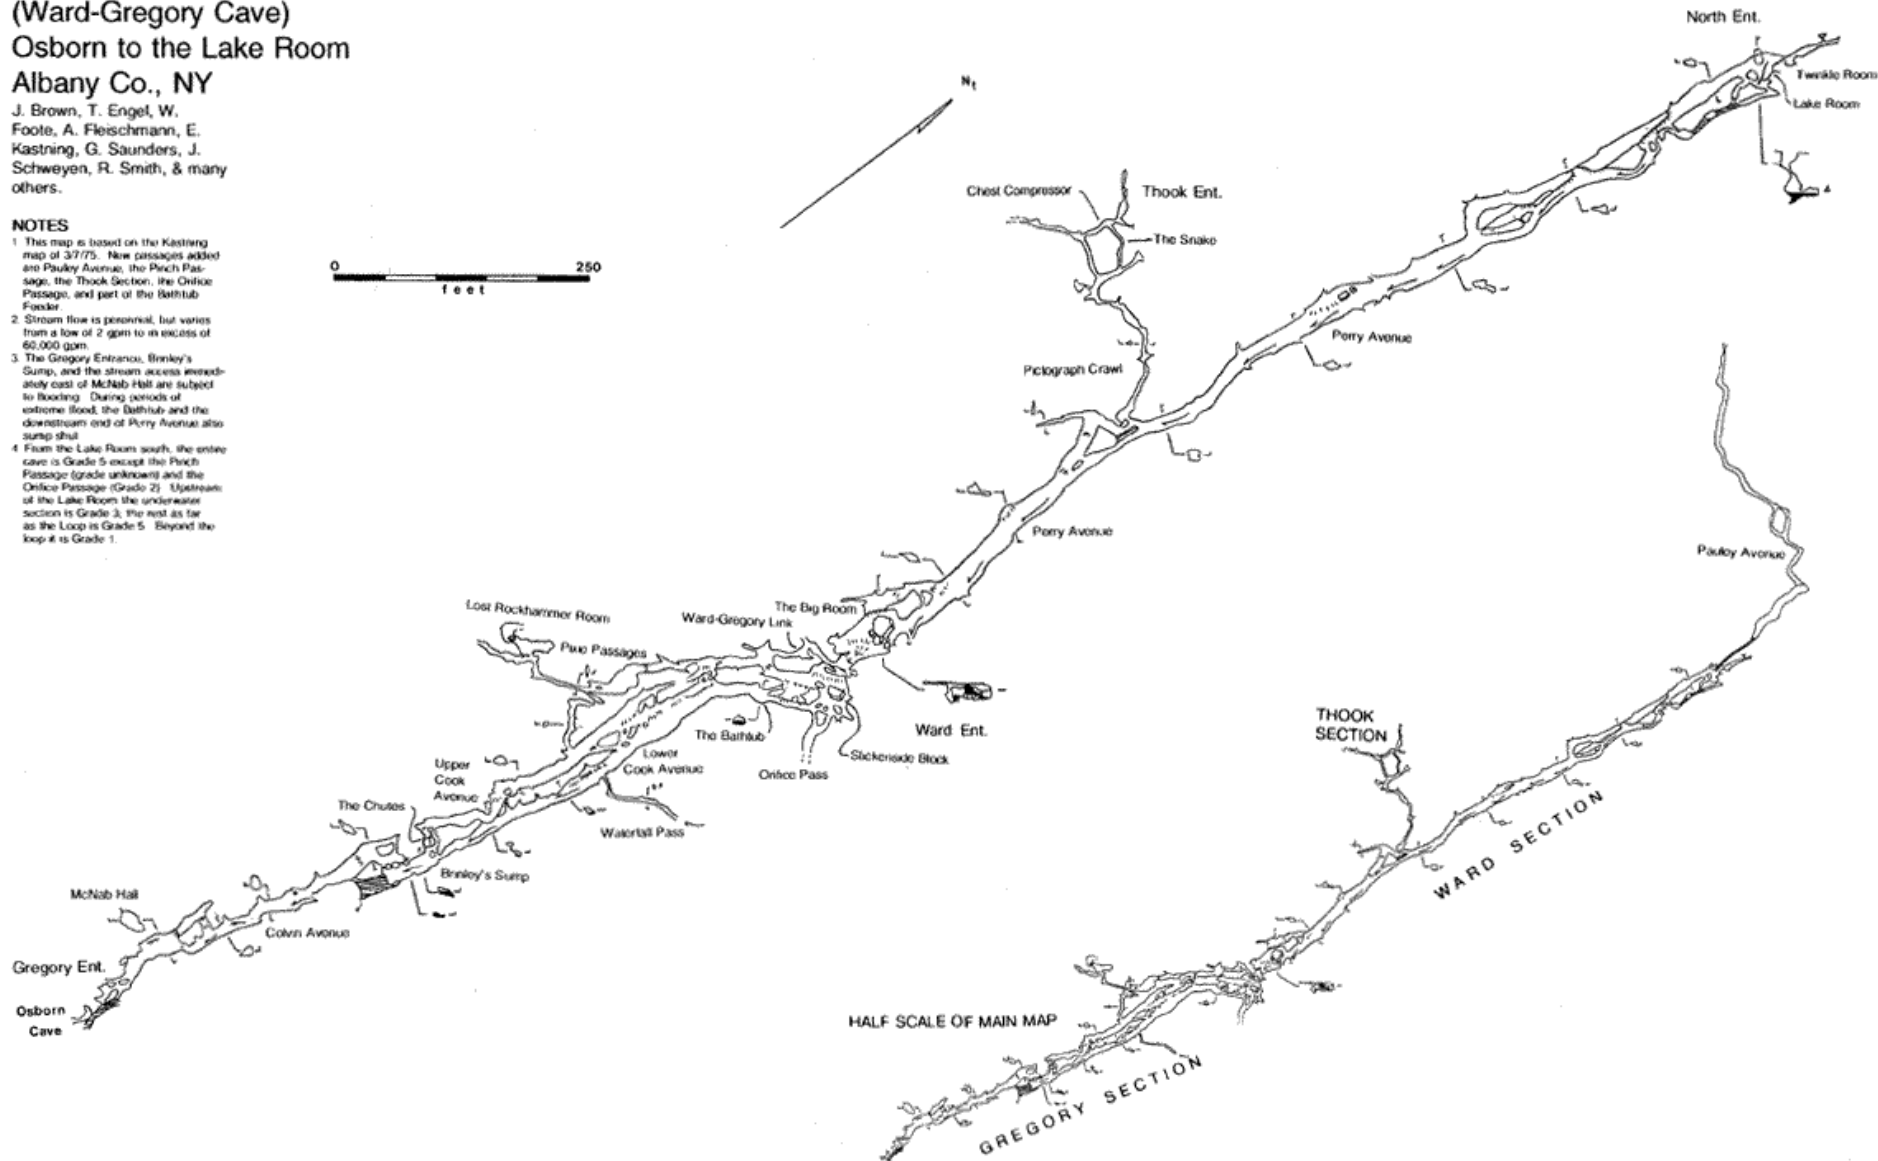 (Ward-Gregory Cave)
Osborn to the Lake Room
Albany Co., NY
J. Brown, T. Engel, W.
Foote, A. Fleischmann, E.
Kastning, G. Saunders, J.
Schweyen, R. Smith, & many
others.
NOTES
1 This map is based on the Kastning
map of 3/7/75. New passages added
are Pauley Avenue, the Pinch Pas-
sage, the Thook Section, the Orifice
Passage, and part of the Bathtub
Feeder.
2. Stream flow is perennial, but varies
from a low of 2 gpm to in excess of
60,000 gpm.
3. The Gregory Entrance, Brinley's
Sump, and the stream access immedi-
ately east of McNab Hall are subject
to flooding. During periods of
extreme flood, the Bathtub and the
downstream end of Perry Avenue also
sump shut
4 From the Lake Room south, the entire
cave is Grade 5 except the Pinch
Passage (grade unknown) and the
Orifice Passage (Grade 2). Upstream
of the Lake Room the underwater
section is Grade 3, the rest as far
as the Loop is Grade 5. Beyond the
loop it is Grade 1.
0 250
feet
Nt
North Ent.
Twinkle Room
Lake Room
4
Chest Compressor
Thook Ent.
The Snake
Perry Avenue
Pictograph Crawl
Perry Avenue
Pauley Avenue
Lost Rockhammer Room
Pixie Passages
Ward-Gregory Link
The Big Room
Ward Ent.
The Bathtub
Slickenside Block
Orifice Pass
Lower
Cook Avenue
Upper
Cook
Avenue
Waterfall Pass
The Chutes
Brinley's Sump
McNab Hall
Colvin Avenue
Gregory Ent.
Osborn
Cave
THOOK
SECTION
WARD SECTION
HALF SCALE OF MAIN MAP
GREGORY SECTION